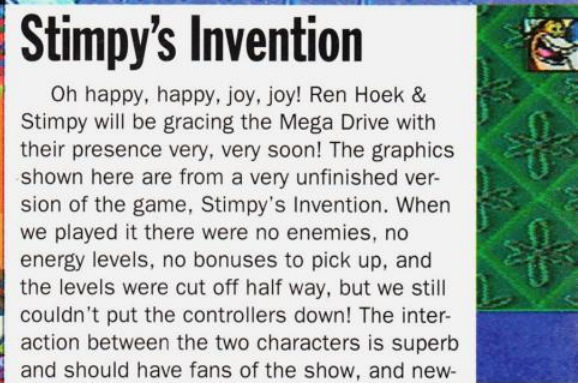 Stimpy's Invention
Oh happy, happy, joy, joy! Ren Hoek &
Stimpy will be gracing the Mega Drive with
their presence very, very soon! The graphics
shown here are from a very unfinished ver-
sion of the game, Stimpy's Invention. When
we played it there were no enemies, no
energy levels, no bonuses to pick up, and
the levels were cut off half way, but we still
couldn't put the controllers down! The inter-
action between the two characters is superb
and should have fans of the show, and new-